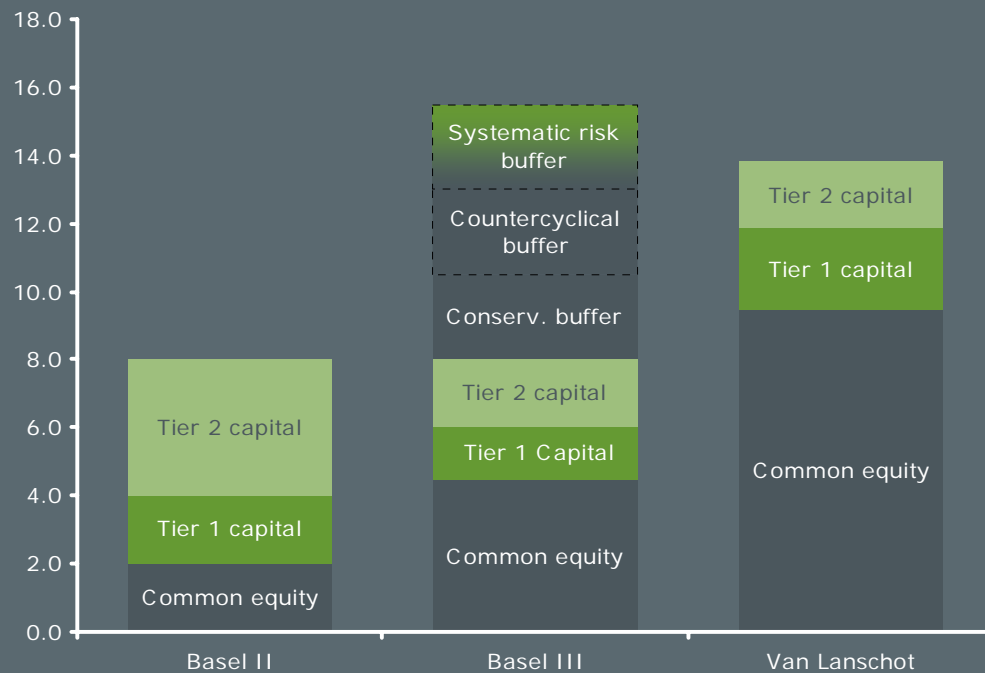 18.0
16.0
14.0
12.0
10.0
8.0
6.0
4.0
2.0
0.0
Tier 2 capital
Tier 1 capital
Common equity
Systematic risk
buffer
Countercyclical
buffer
Conserv. buffer
Tier 2 capital
Tier 1 Capital
Common equity
Tier 2 capital
Tier 1 capital
Common equity
Basel II
Basel III
Van Lanschot